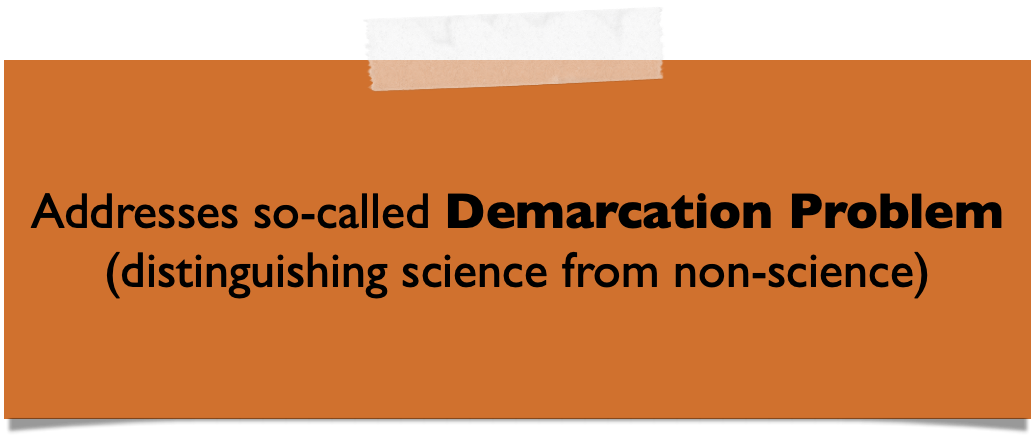 Addresses so-called Demarcation Problem
(distinguishing science from non-science)